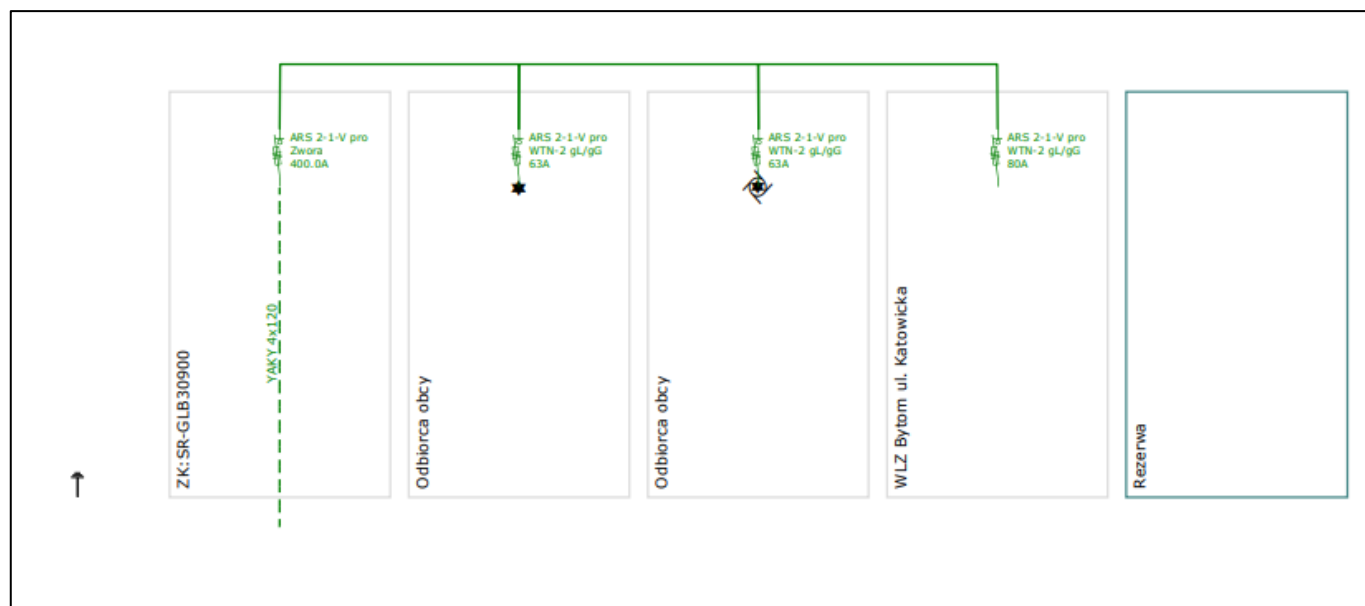 ARS 2-1-V pro
Zwora
400.0A
YAKY 4x120
ZK:SR-GLB30900
ARS 2-1-V pro
WTN-2 gL/gG
63A
Odbiorca obcy
ARS 2-1-V pro
WTN-2 gL/gG
63A
Odbiorca obcy
ARS 2-1-V pro
WTN-2 gL/gG
80A
WLZ Bytom ul. Katowicka
Rezerwa